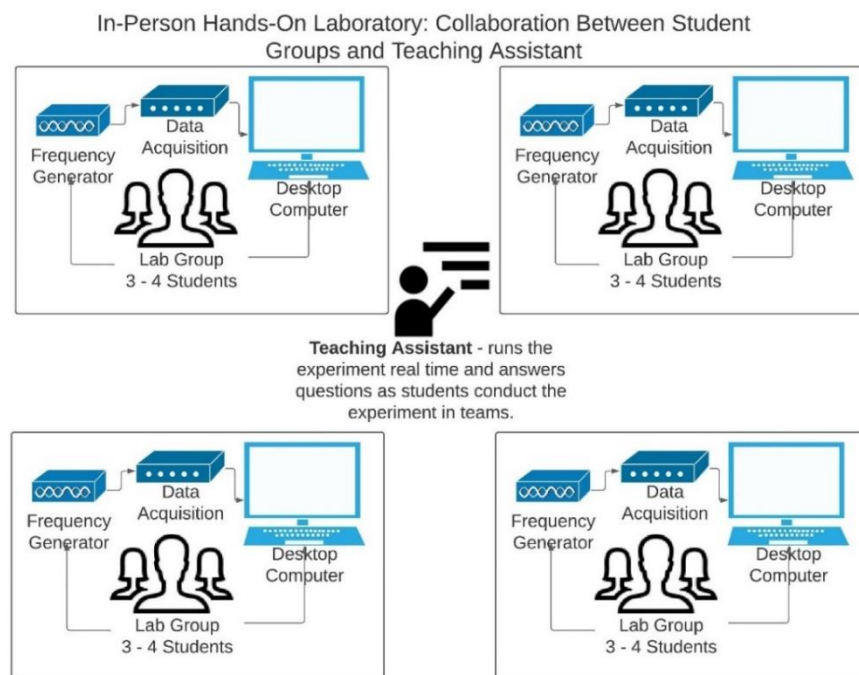 In-Person Hands-On Laboratory: Collaboration Between Student
Groups and Teaching Assistant
Frequency
Generator
Data
Acquisition
Desktop
Computer
Lab Group
3 - 4 Students
Frequency
Generator
Data
Acquisition
Desktop
Computer
Lab Group
3 - 4 Students
Teaching Assistant - runs the
experiment real time and answers
questions as students conduct the
experiment in teams.
Frequency
Generator
Data
Acquisition
Desktop
Computer
Lab Group
3 - 4 Students
Frequency
Generator
Data
Acquisition
Desktop
Computer
Lab Group
3 - 4 Students